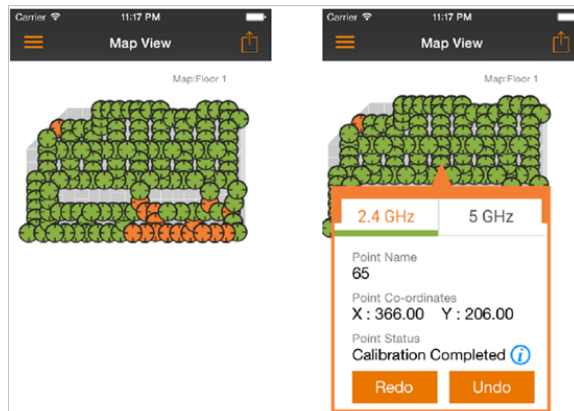 Carrier 11:17 PM
Map View
Map:Floor 1
Carrier 11:17 PM
Map View
Map:Floor 1
2.4 GHz 5 GHz
Point Name
65
Point Co-ordinates
X : 366.00 Y : 206.00
Point Status
Calibration Completed i
Redo Undo